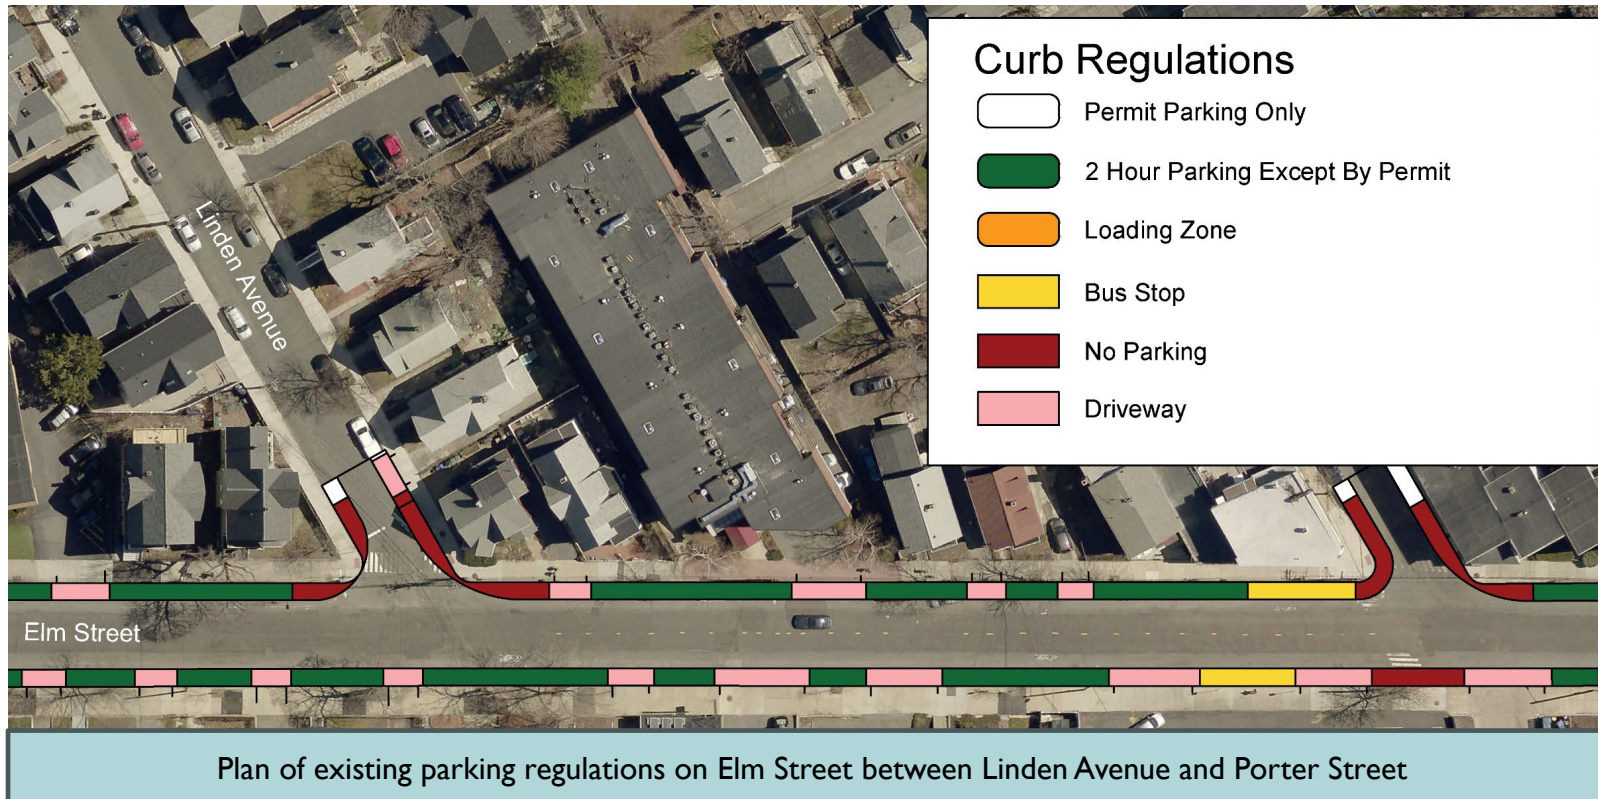 Curb Regulations
Permit Parking Only
2 Hour Parking Except By Permit
Loading Zone
Bus Stop
No Parking
Driveway
Linden Avenue
Elm Street
Plan of existing parking regulations on Elm Street between Linden Avenue and Porter Street